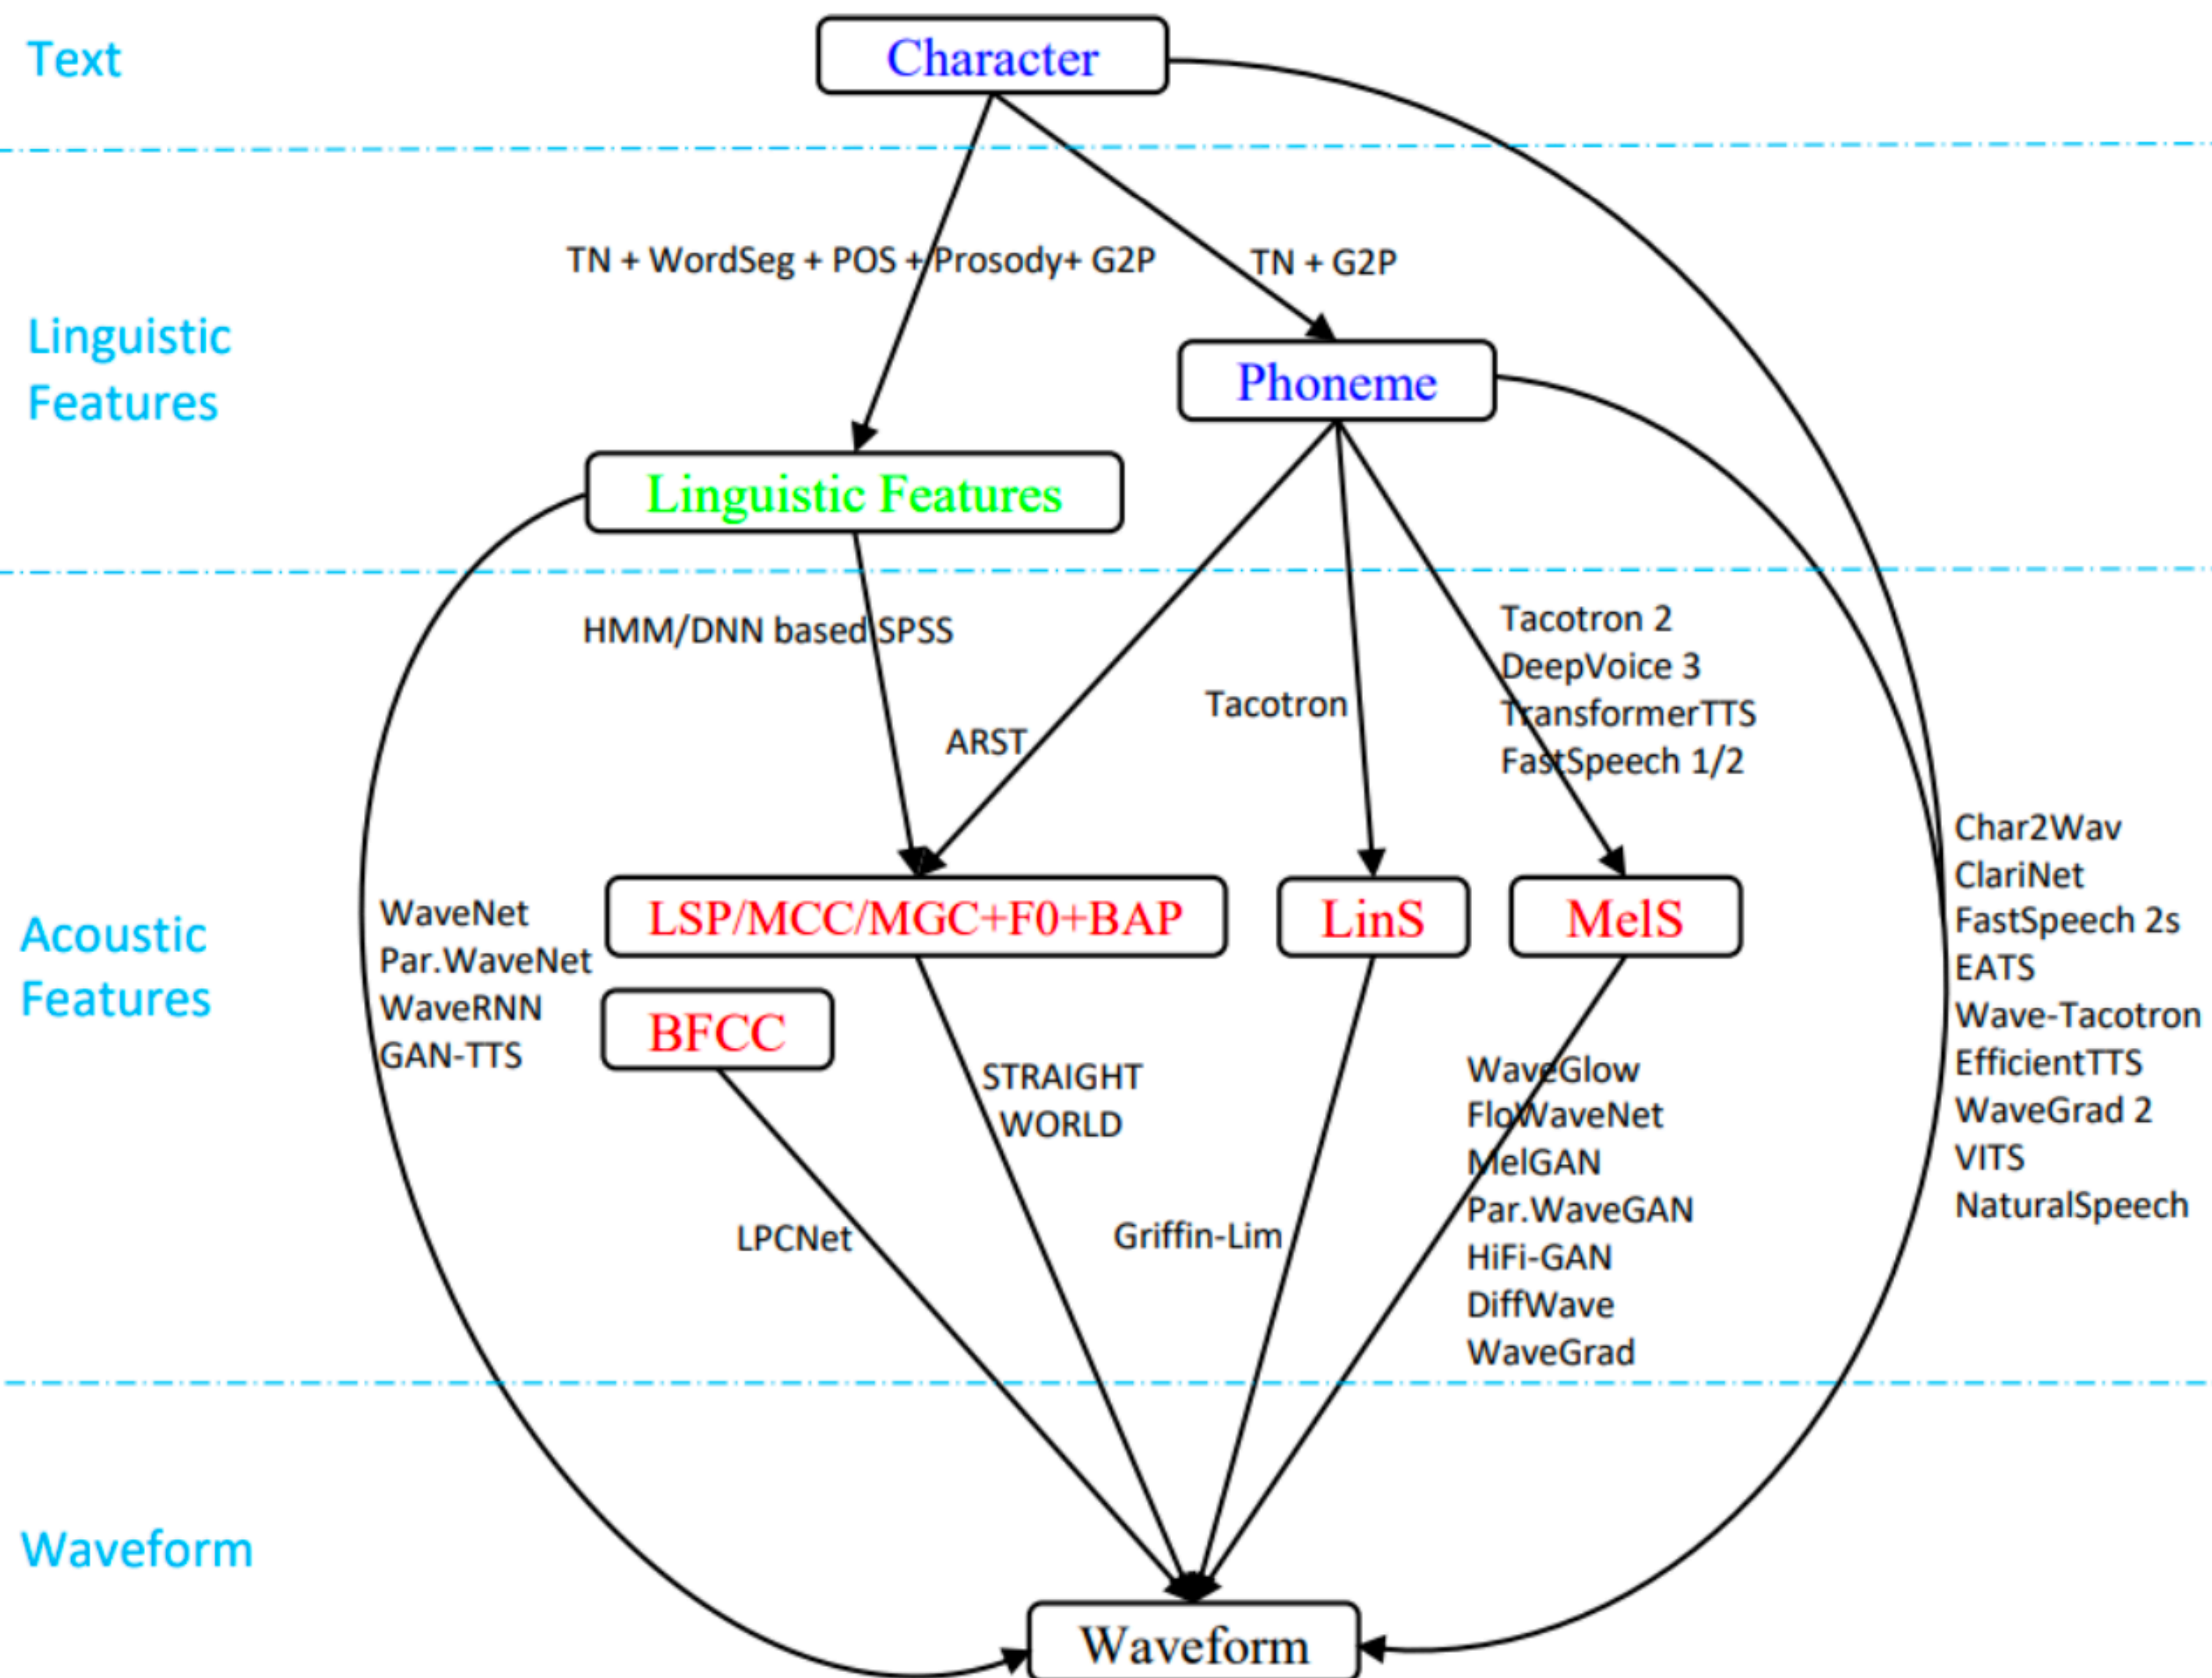 Text
Character
TN + WordSeg + POS + Prosody+ G2P
TN + G2P
Linguistic
Features
Phoneme
Linguistic Features
HMM/DNN based SPSS
ARST
Tacotron
Tacotron 2
DeepVoice 3
TransformerTTS
FastSpeech 1/2
Acoustic
Features
WaveNet
Par.WaveNet
WaveRNN
GAN-TTS
LSP/MCC/MGC+F0+BAP
LinS
MelS
BFCC
Char2Wav
ClariNet
FastSpeech 2s
EATS
Wave-Tacotron
EfficientTTS
WaveGrad 2
VITS
NaturalSpeech
LPCNet
STRAIGHT
WORLD
Griffin-Lim
WaveGlow
FloWaveNet
MelGAN
Par.WaveGAN
HiFi-GAN
DiffWave
WaveGrad
Waveform
Waveform